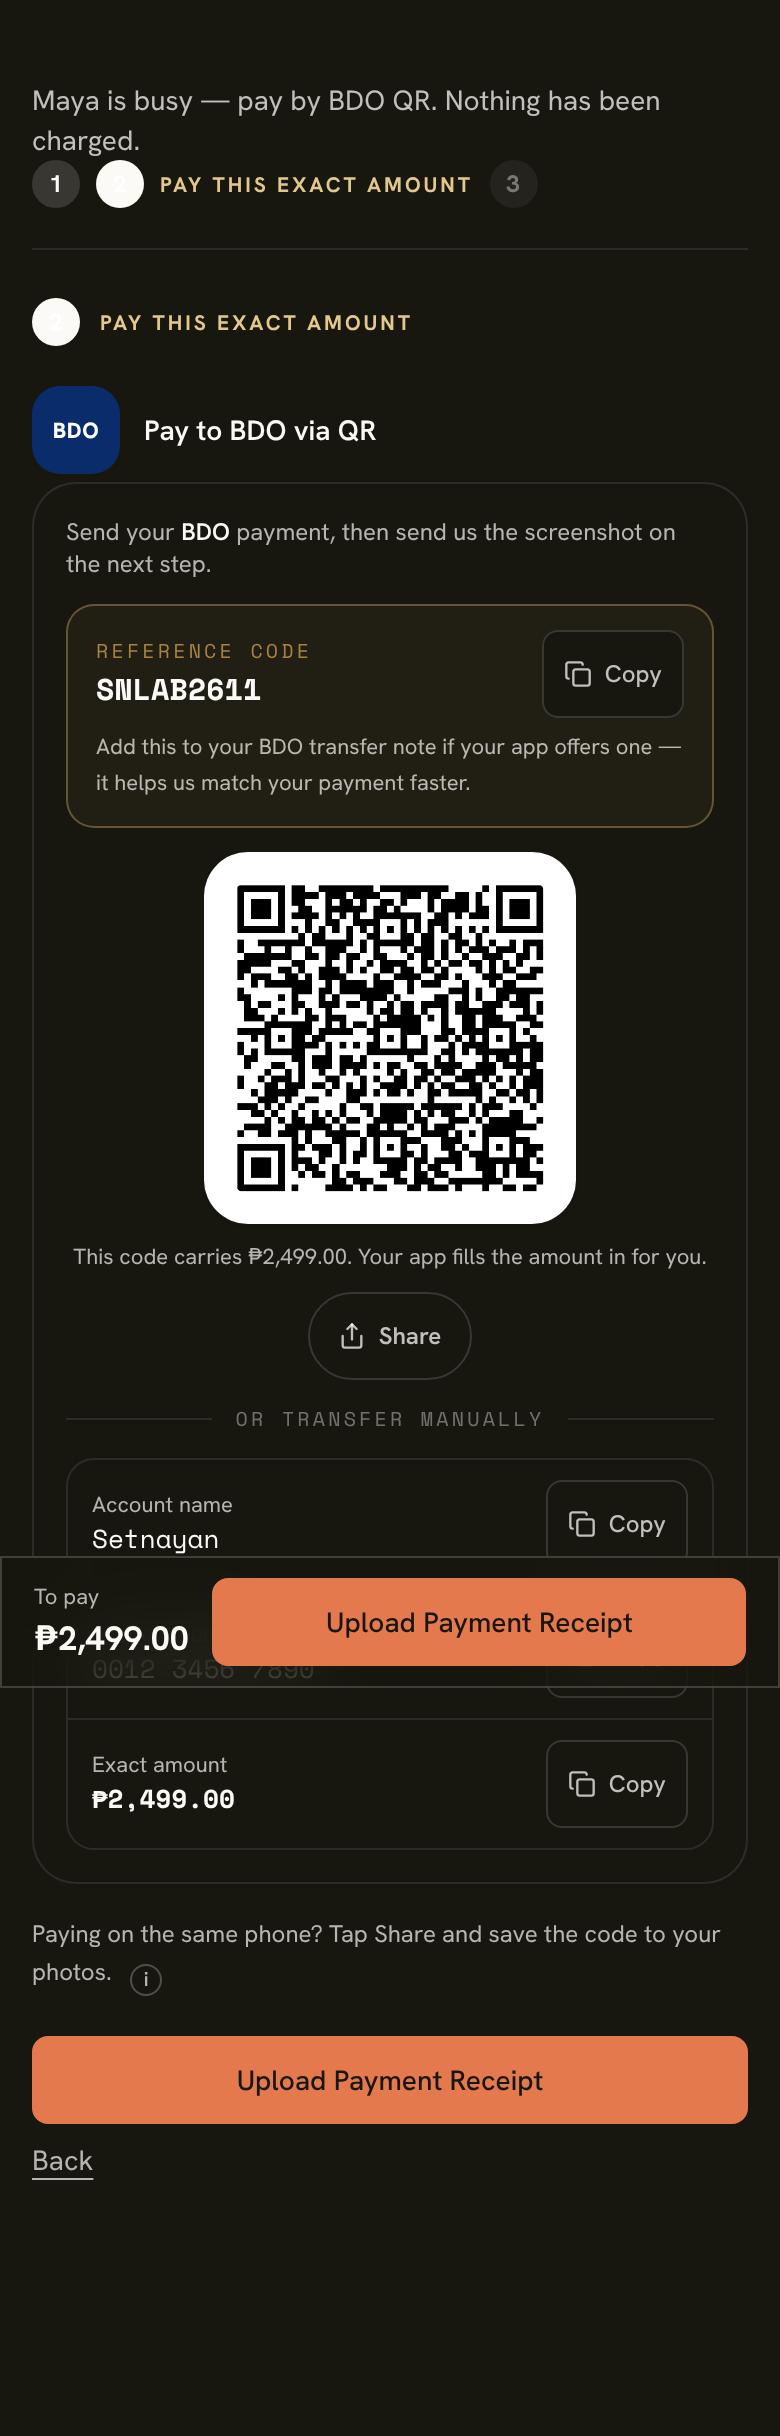 Maya is busy — pay by BDO QR. Nothing has been
charged.
1 2 PAY THIS EXACT AMOUNT 3
2 PAY THIS EXACT AMOUNT
BDO Pay to BDO via QR
Send your BDO payment, then send us the screenshot on
the next step.
REFERENCE CODE
SNLAB2611
Copy
Add this to your BDO transfer note if your app offers one —
it helps us match your payment faster.
This code carries ₱2,499.00. Your app fills the amount in for you.
Share
OR TRANSFER MANUALLY
Account name
Setnayan
Copy
To pay
₱2,499.00
Upload Payment Receipt
0012 3456 7890
Exact amount
₱2,499.00
Copy
Paying on the same phone? Tap Share and save the code to your
photos. i
Upload Payment Receipt
Back